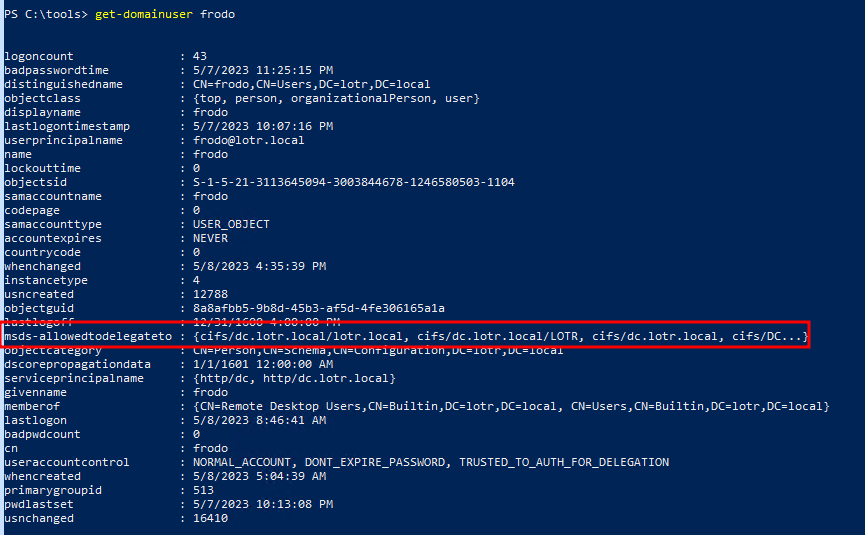 PS C:\tools> get-domainuser frodo
logoncount : 43
badpasswordtime : 5/7/2023 11:25:15 PM
distinguishedname : CN=frodo,CN=Users,DC=lotr,DC=local
objectclass : {top, person, organizationalPerson, user}
displayname : frodo
lastlogontimestamp : 5/7/2023 10:07:16 PM
userprincipalname : frodo@lotr.local
name : frodo
lockouttime : 0
objectsid : S-1-5-21-3113645094-3003844678-1246580503-1104
samaccountname : frodo
codepage : 0
samaccounttype : USER_OBJECT
accountexpires : NEVER
countrycode : 0
whenchanged : 5/8/2023 4:35:39 PM
instancetype : 4
usncreated : 12788
objectguid : 8a8afbb5-9b8d-45b3-af5d-4fe306165a1a
lastlogoff : 12/31/1600 4:00:00 PM
msds-allowedtodelegateto : {cifs/dc.lotr.local/lotr.local, cifs/dc.lotr.local/LOTR, cifs/dc.lotr.local, cifs/DC...}
objectcategory : CN=Person,CN=Schema,CN=Configuration,DC=lotr,DC=local
dscorepropagationdata : 1/1/1601 12:00:00 AM
serviceprincipalname : {http/dc, http/dc.lotr.local}
givenname : frodo
memberof : {CN=Remote Desktop Users,CN=Builtin,DC=lotr,DC=local, CN=Users,CN=Builtin,DC=lotr,DC=local}
lastlogon : 5/8/2023 8:46:41 AM
badpwdcount : 0
cn : frodo
useraccountcontrol : NORMAL_ACCOUNT, DONT_EXPIRE_PASSWORD, TRUSTED_TO_AUTH_FOR_DELEGATION
whencreated : 5/8/2023 5:04:39 AM
primarygroupid : 513
pwdlastset : 5/7/2023 10:13:08 PM
usnchanged : 16410